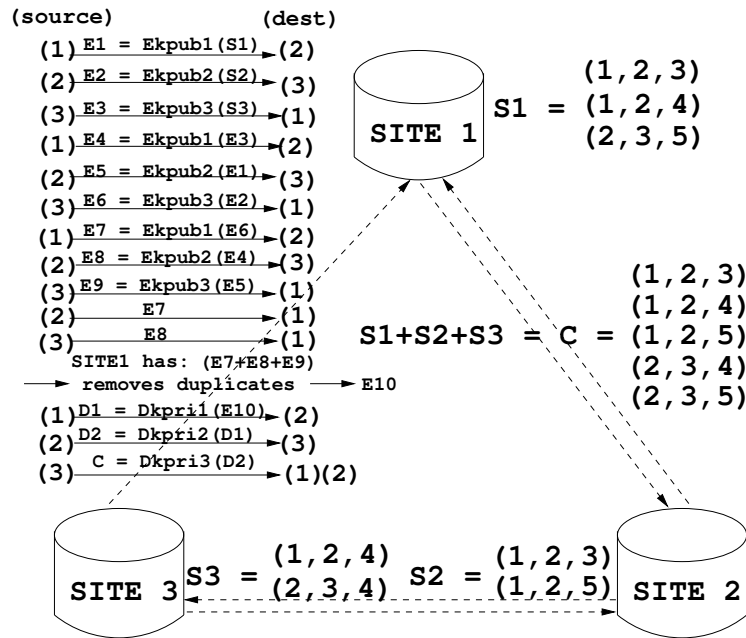 (source) (dest)
(1) E1 = Ekpub1(S1) (2)
(2) E2 = Ekpub2(S2) (3)
(3) E3 = Ekpub3(S3) (1)
(1) E4 = Ekpub1(E3) (2)
(2) E5 = Ekpub2(E1) (3)
(3) E6 = Ekpub3(E2) (1)
(1) E7 = Ekpub1(E6) (2)
(2) E8 = Ekpub2(E4) (3)
(3) E9 = Ekpub3(E5) (1)
(2) E7 (1)
(3) E8 (1)
SITE1 has: (E7+E8+E9)
removes duplicates E10
(1) D1 = Dkpri1(E10) (2)
(2) D2 = Dkpri2(D1) (3)
(3) C = Dkpri3(D2) (1)(2)
SITE 1
S1 =
(1,2,3)
(1,2,4)
(2,3,5)
S1+S2+S3 = C =
(1,2,3)
(1,2,4)
(1,2,5)
(2,3,4)
(2,3,5)
SITE 3
S3 =
(1,2,4)
(2,3,4)
S2 =
(1,2,3)
(1,2,5)
SITE 2